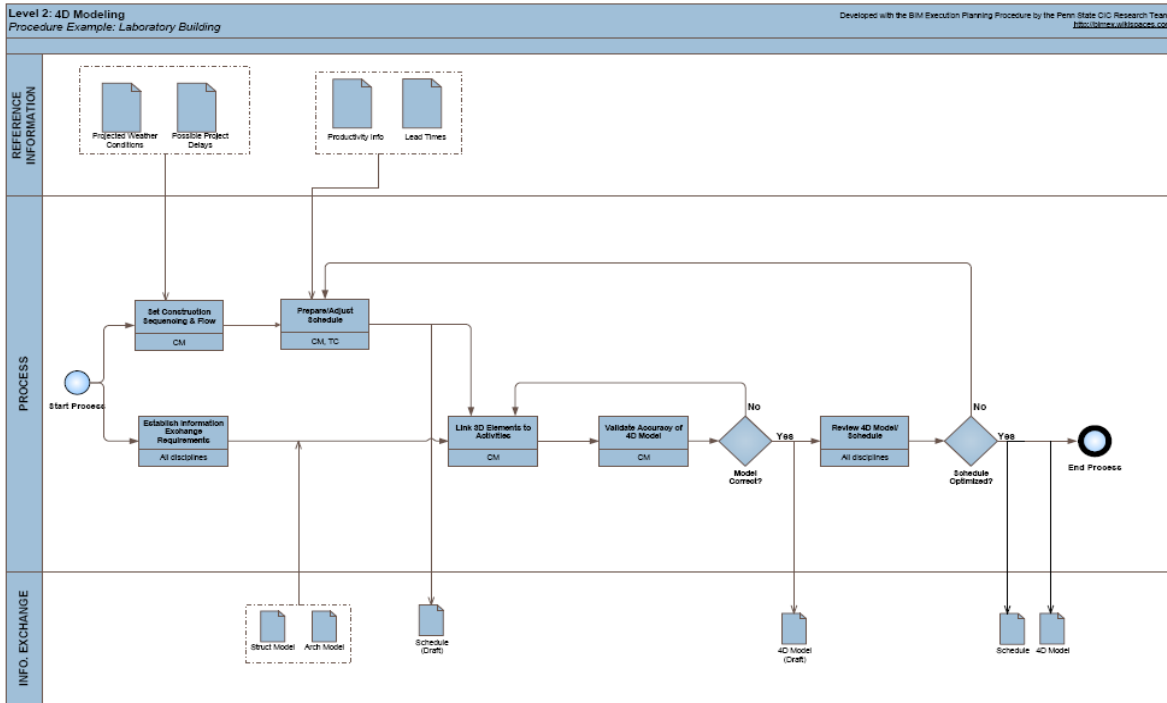 Level 2: 4D Modeling
Procedure Example: Laboratory Building
Developed with the BIM Execution Planning Procedure by the Penn State CIC Research Team
http://bimex.wikispaces.com
REFERENCE
INFORMATION
Projected Weather
Conditions
Possible Project
Delays
Productivity Info
Lead Times
PROCESS
Start Process
Set Construction
Sequencing & Flow
CM
Prepare/Adjust
Schedule
CM, TC
Establish Information
Exchange
Requirements
All disciplines
Link 3D Elements to
Activities
CM
Validate Accuracy of
4D Model
CM
No
Yes
Model
Correct?
Review 4D Model/
Schedule
All disciplines
No
Yes
Schedule
Optimized?
End Process
INFO. EXCHANGE
Struct Model
Arch Model
Schedule
(Draft)
4D Model
(Draft)
Schedule
4D Model